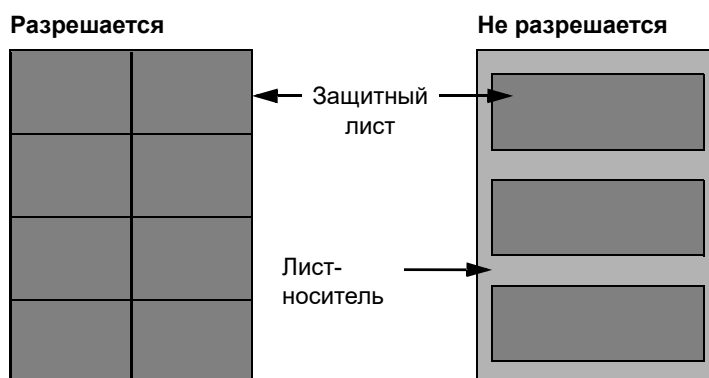 Разрешается
Не разрешается
Защитный
лист
Лист-
носитель